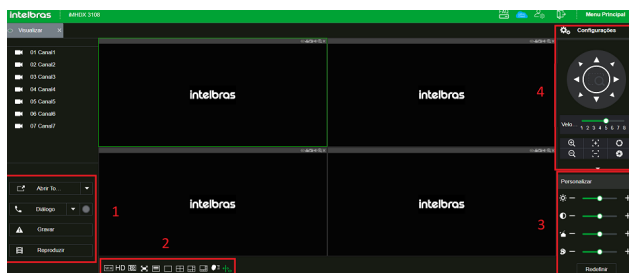 intelbras iMHDX 3108 Menu Principal
Visualizar X Configurações
01 Canal1
02 Canal2
03 Canal3
04 Canal4
05 Canal5
06 Canal6
07 Canal7
intelbras intelbras
4
Velo...
1 2 3 4 5 6 7 8
Abrir To...
Diálogo
Gravar
Reproduzir
1
2
HD
intelbras intelbras
3
Personalizar
Redefinir